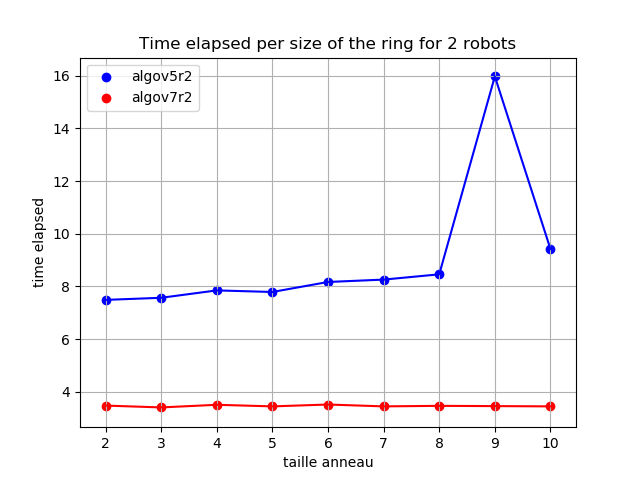 Time elapsed per size of the ring for 2 robots
algov5r2
algov7r2
time elapsed
16
14
12
10
8
6
4
2 3 4 5 6 7 8 9 10
taille anneau